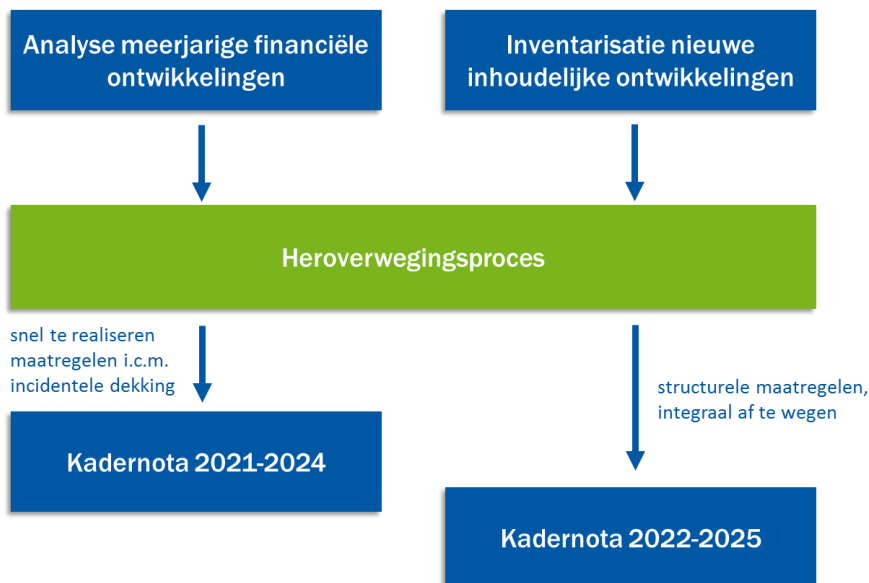 Analyse meerjarige financiële
ontwikkelingen
Inventarisatie nieuwe
inhoudelijke ontwikkelingen
Heroverwegingsproces
snel te realiseren
maatregelen i.c.m.
incidentele dekking
structurele maatregelen,
integraal af te wegen
Kadernota 2021-2024
Kadernota 2022-2025